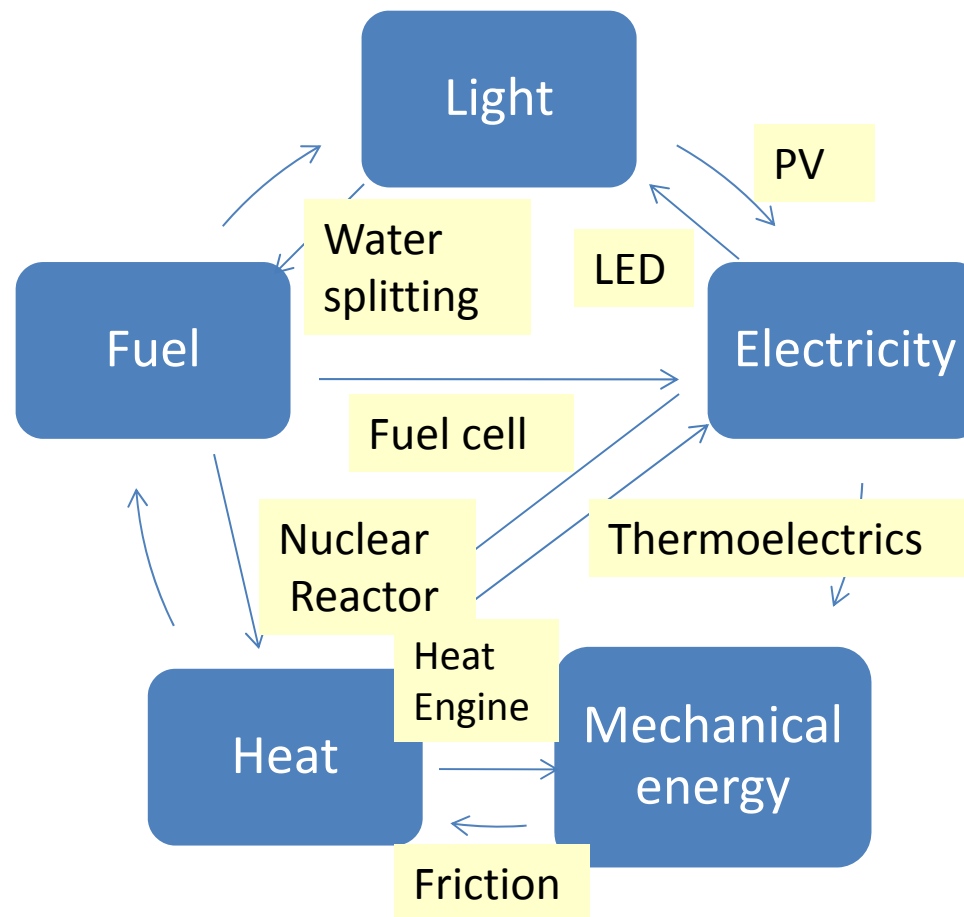 Light
PV
Water
splitting
LED
Fuel
Electricity
Fuel cell
Nuclear
Reactor
Thermoelectrics
Heat
Engine
Heat
Mechanical
energy
Friction